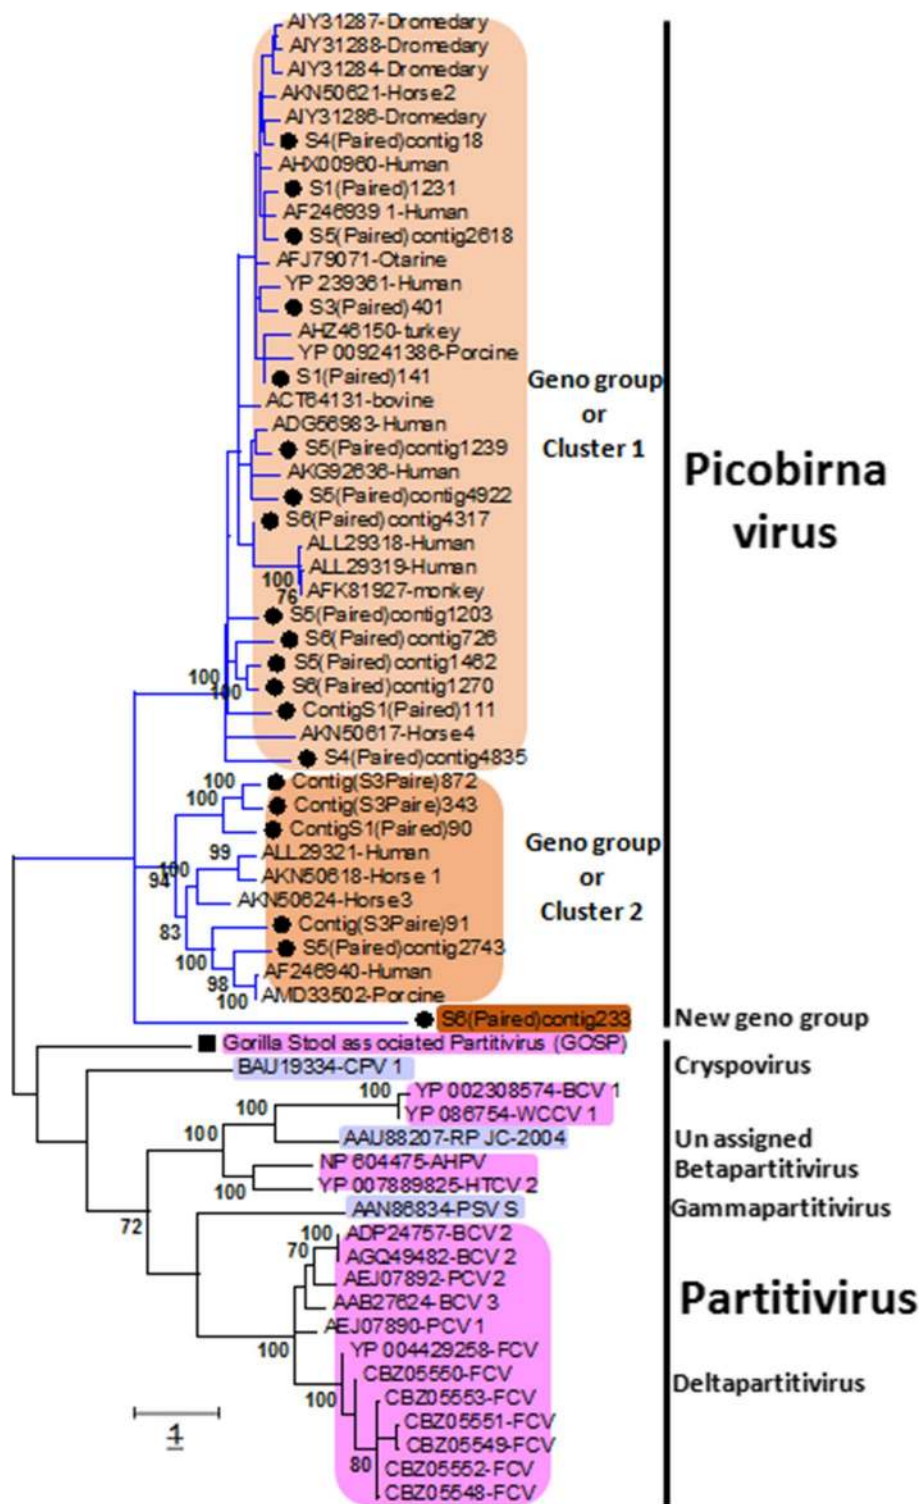 AIY31287-Dromedary
AIY31288-Dromedary
AIY31284-Dromedary
AKN50621-Horse2
AIY31286-Dromedary
S4(Paired)contig18
AHX00960-Human
S1(Paired)1231
AF246939 1-Human
S5(Paired)contig2618
AFJ79071-Otarine
YP 239361-Human
S3(Paired)401
AHZ46150-turkey
YP 009241386-Porcine
S1(Paired)141
ACT64131-bovine
ADG56983-Human
S5(Paired)contig1239
AKG92636-Human
S5(Paired)contig4922
S6(Paired)contig4317
ALL29318-Human
ALL29319-Human
100
AFK81927-monkey
76
S5(Paired)contig1203
S6(Paired)contig726
S5(Paired)contig1462
100
S6(Paired)contig1270
100
ContigS1(Paired)111
AKN50617-Horse4
S4(Paired)contig4835
Geno group
or
Cluster 1
Picobirna
virus
100
Contig(S3Paire)872
100
Contig(S3Paire)343
ContigS1(Paired)90
99
ALL29321-Human
100
94
AKN50618-Horse 1
AKN50624-Horse3
83
Contig(S3Paire)91
100
S5(Paired)contig2743
98
AF246940-Human
100
AMD33502-Porcine
Geno group
or
Cluster 2
S6(Paired)contig233
New geno group
Gorilla Stool associated Partitivirus (GOSP)
BAU19334-CPV 1
Cryspovirus
100
YP 002308574-BCV 1
100
YP 086754-WCCV 1
100
AAU88207-RP JC-2004
Un assigned
NP 604475-AHPV
Betapartitivirus
100
YP 007889825-HTCV 2
72
AAN86834-PSV S
Gammapartitivirus
100
ADP24757-BCV 2
70
AGQ49482-BCV 2
AEJ07892-PCV 2
AAB27624-BCV 3
Partitivirus
AEJ07890-PCV 1
100
YP 004429258-FCV
CBZ05550-FCV
Deltapartitivirus
100
CBZ05553-FCV
CBZ05551-FCV
CBZ05549-FCV
80
CBZ05552-FCV
CBZ05548-FCV
1